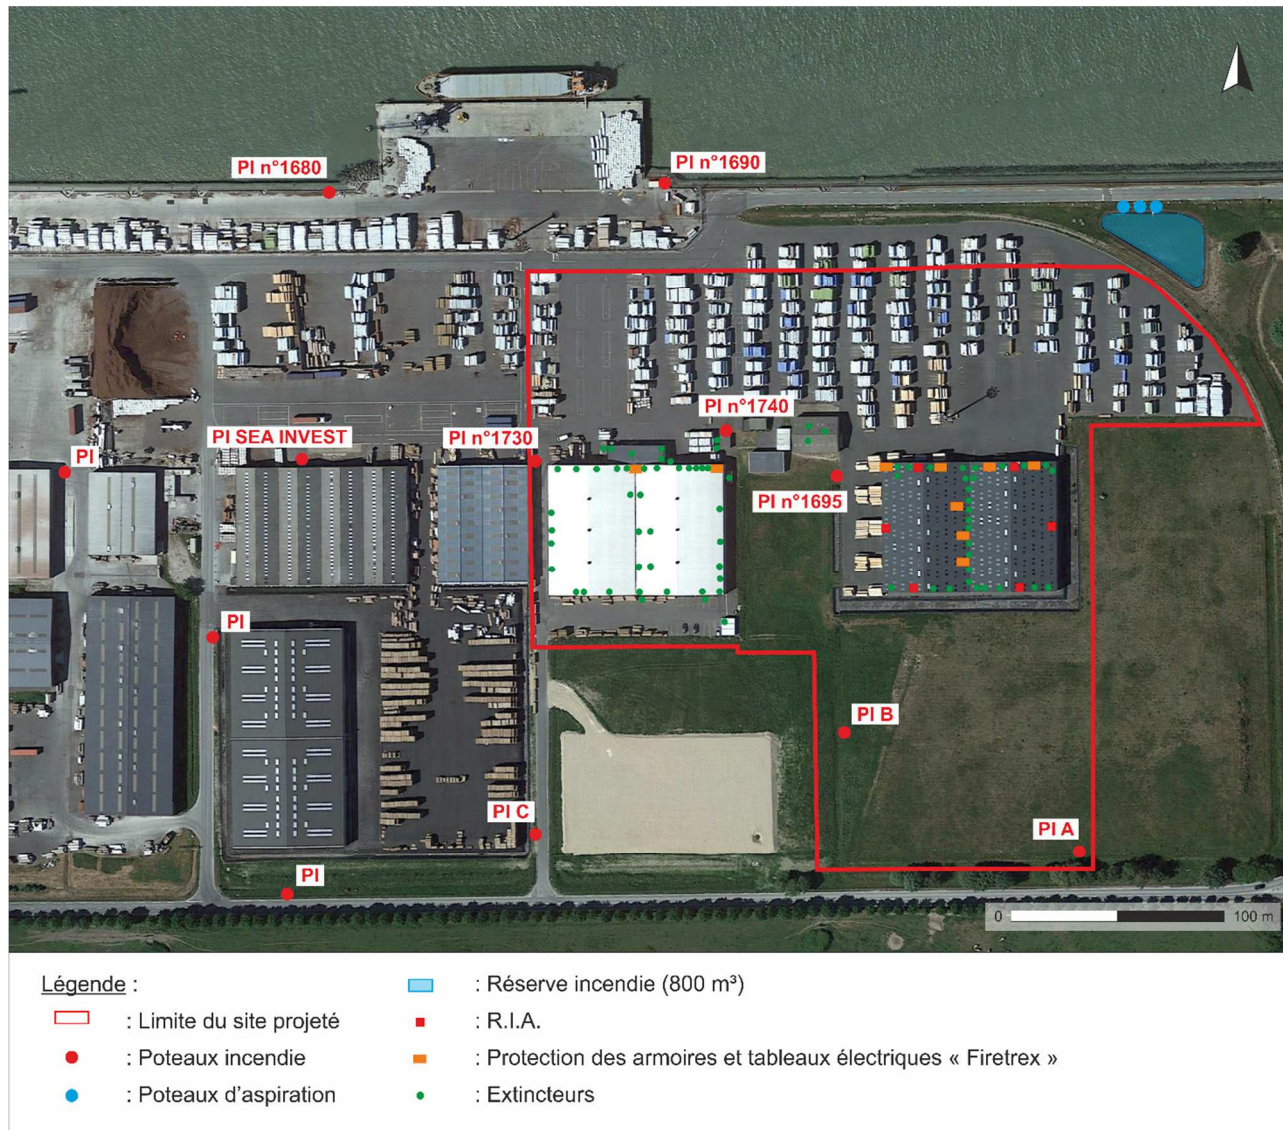 PI n°1680
PI n°1690
PI n°1740
PI SEA INVEST
PI n°1730
PI
PI n°1695
PI
PI B
PI C
PI A
PI
0 100 m
Légende :
: Limite du site projeté
: Poteaux incendie
: Poteaux d’aspiration
: Réserve incendie (800 m³)
: R.I.A.
: Protection des armoires et tableaux électriques « Firetrex »
: Extincteurs